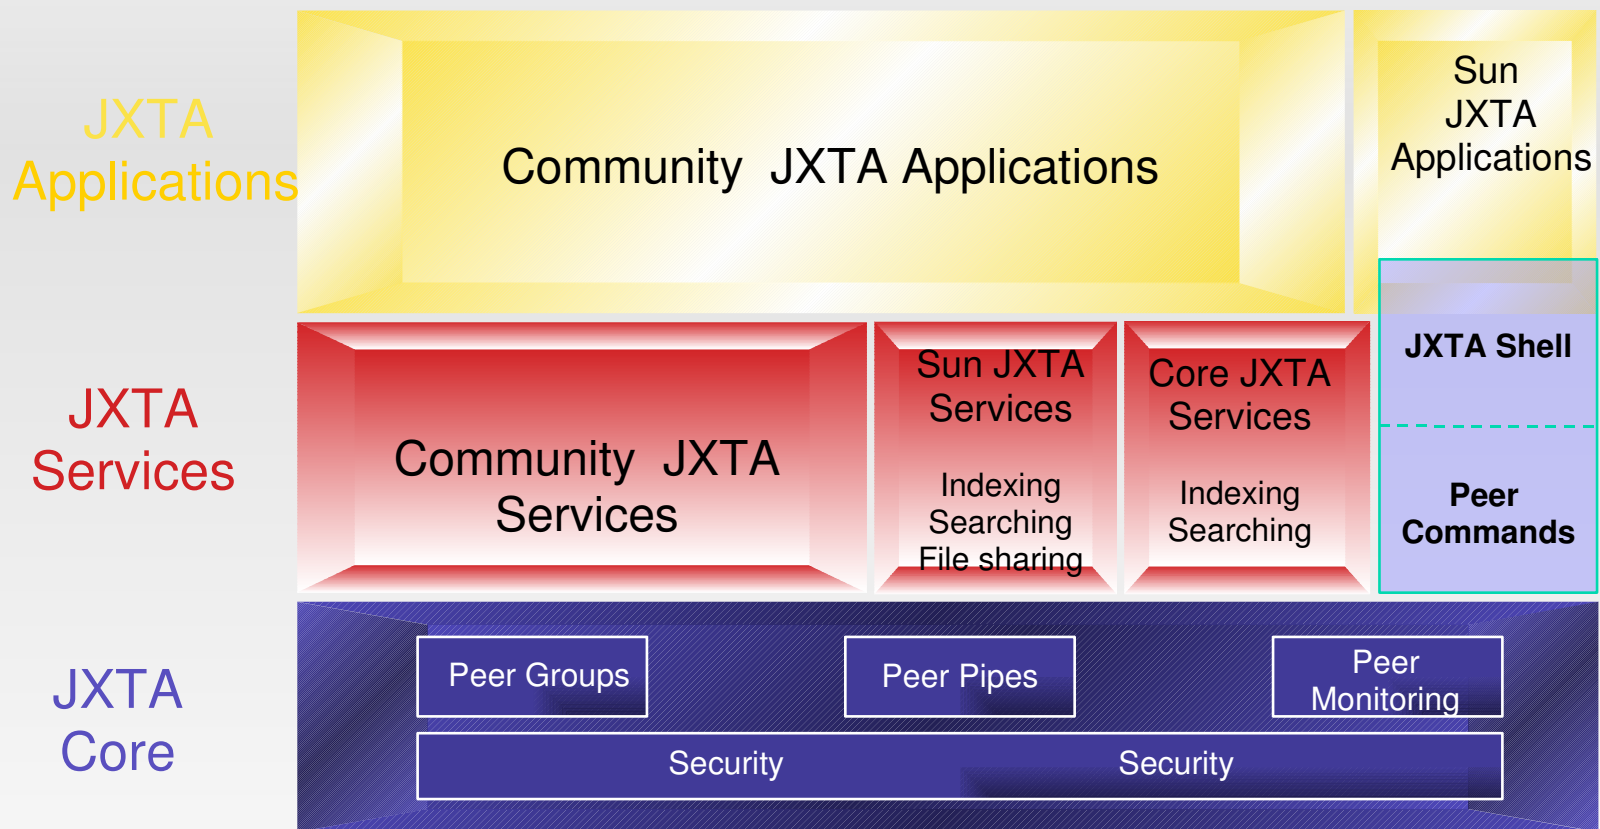 JXTA
Applications
Community JXTA Applications
Sun
JXTA
Applications
JXTA
Services
Community JXTA
Services
Sun JXTA
Services
Indexing
Searching
File sharing
Core JXTA
Services
Indexing
Searching
JXTA Shell
Peer
Commands
JXTA
Core
Peer Groups
Peer Pipes
Peer
Monitoring
Security
Security